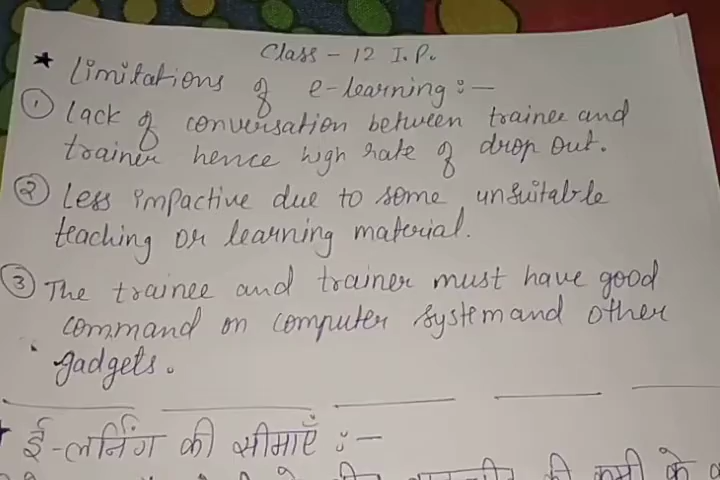 Class - 12 I.P.
★ Limitations of e-learning :-
① Lack of conversation between trainee and
trainer hence high rate of drop out.
② Less impactive due to some unsuitable
teaching or learning material.
③ The trainee and trainer must have good
command on computer system and other
gadgets.
ई-लर्निंग की सीमाएँ :-
की कमी के